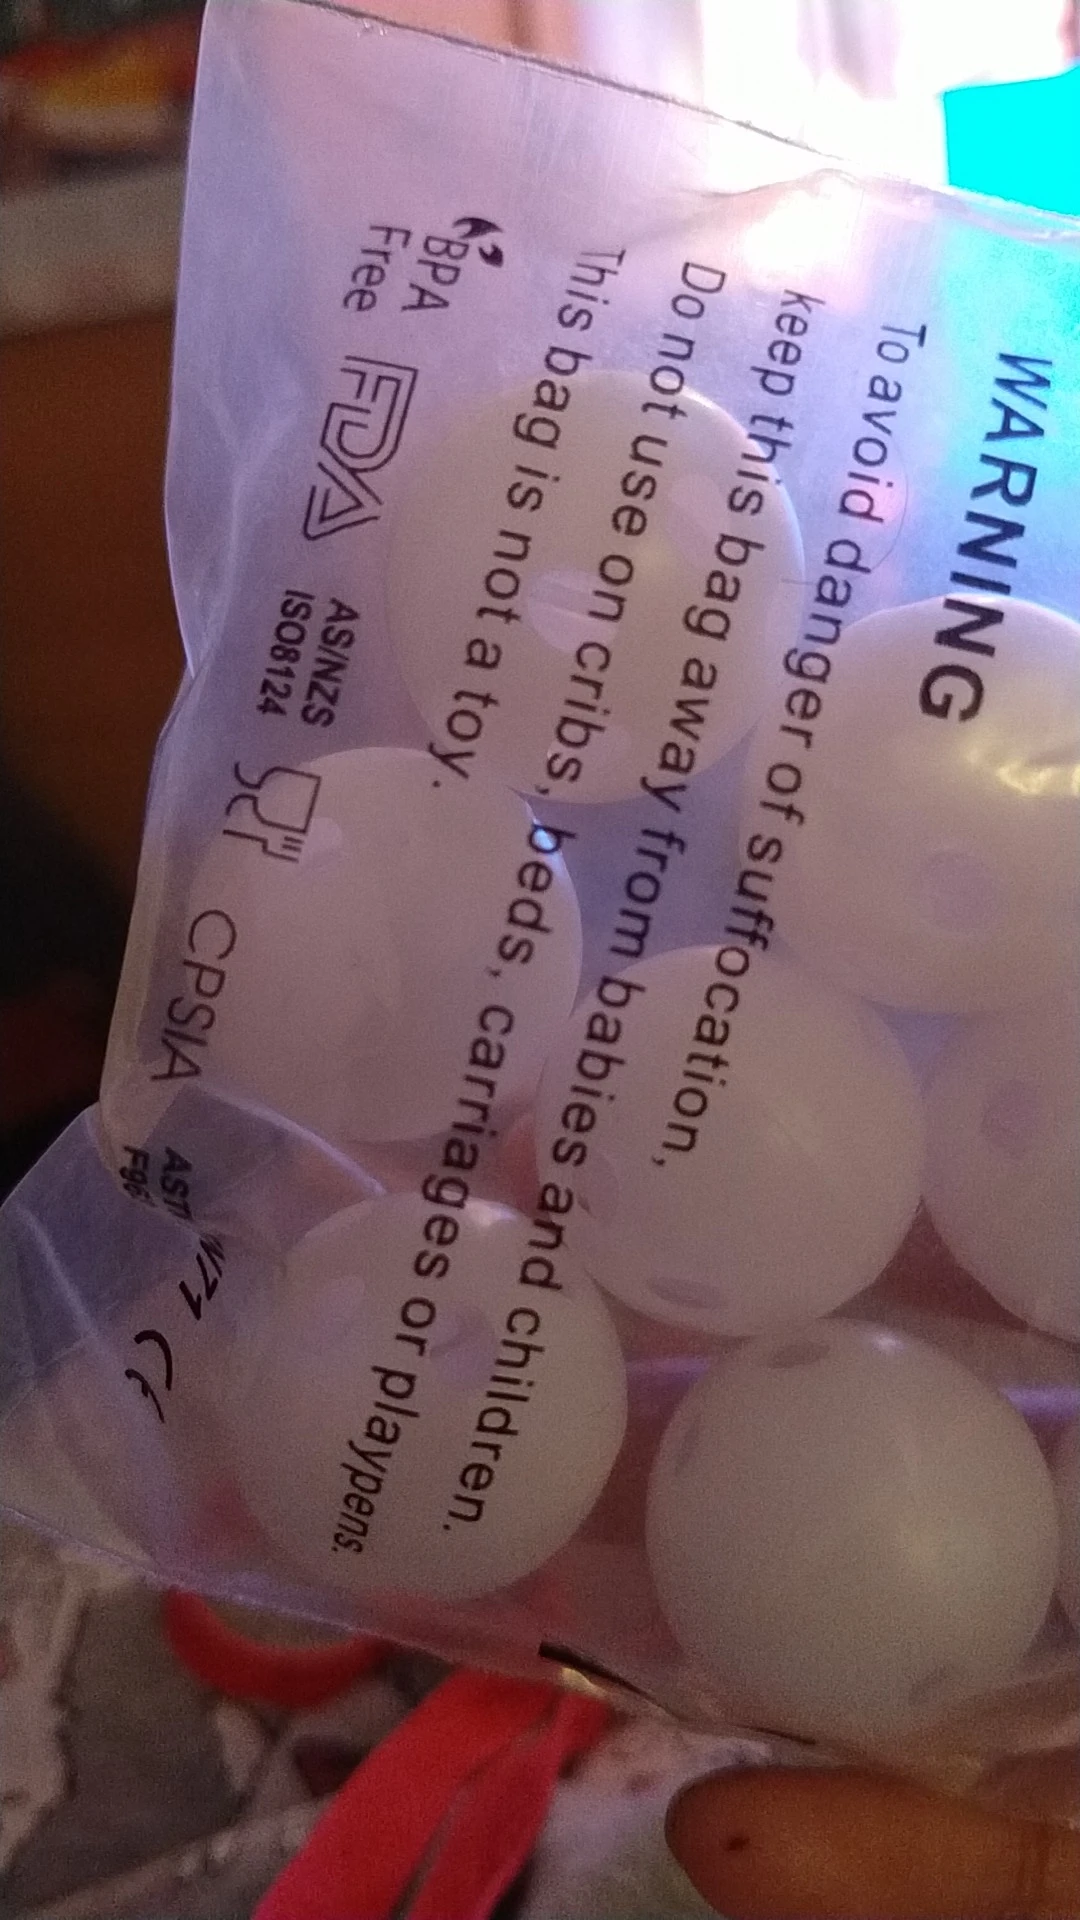 WARNING
To avoid danger of suffocation,
keep this bag away from babies and children.
Do not use on cribs, beds, carriages or playpens.
This bag is not a toy.
BPA
Free
FDA
AS/NZS
ISO8124
CPSIA
CE